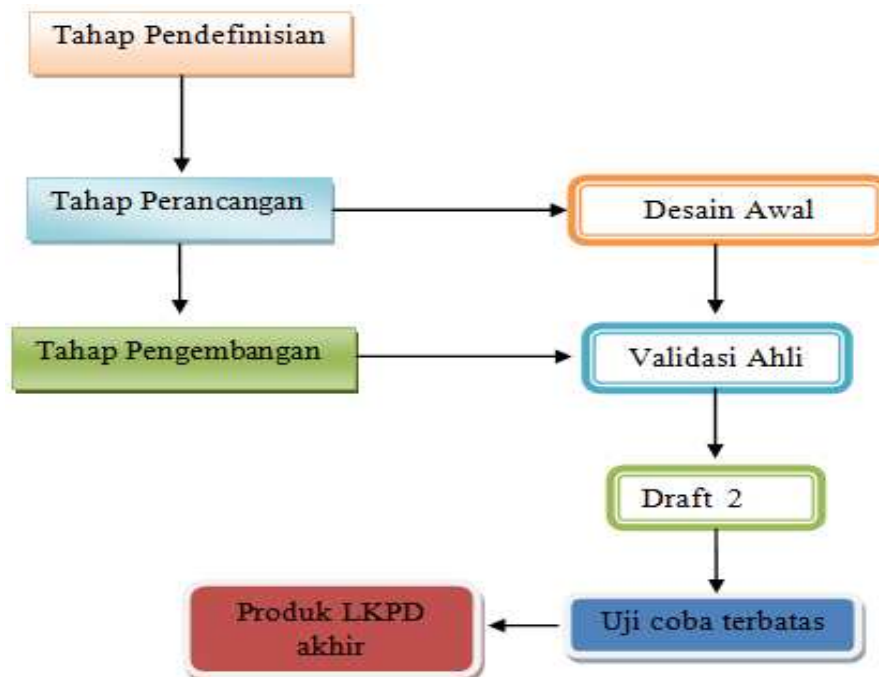 Tahap Pendefinisian
Tahap Perancangan
Desain Awal
Tahap Pengembangan
Validasi Ahli
Draft 2
Produk LKPD
akhir
Uji coba terbatas